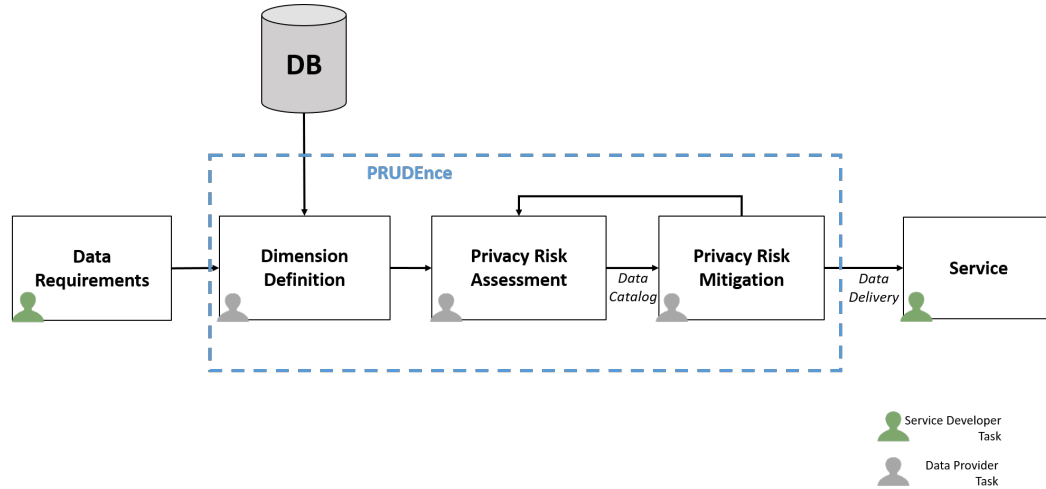 DB
PRUDEnce
Data
Requirements
Dimension
Definition
Privacy Risk
Assessment
Data
Catalog
Privacy Risk
Mitigation
Data
Delivery
Service
Service Developer
Task
Data Provider
Task